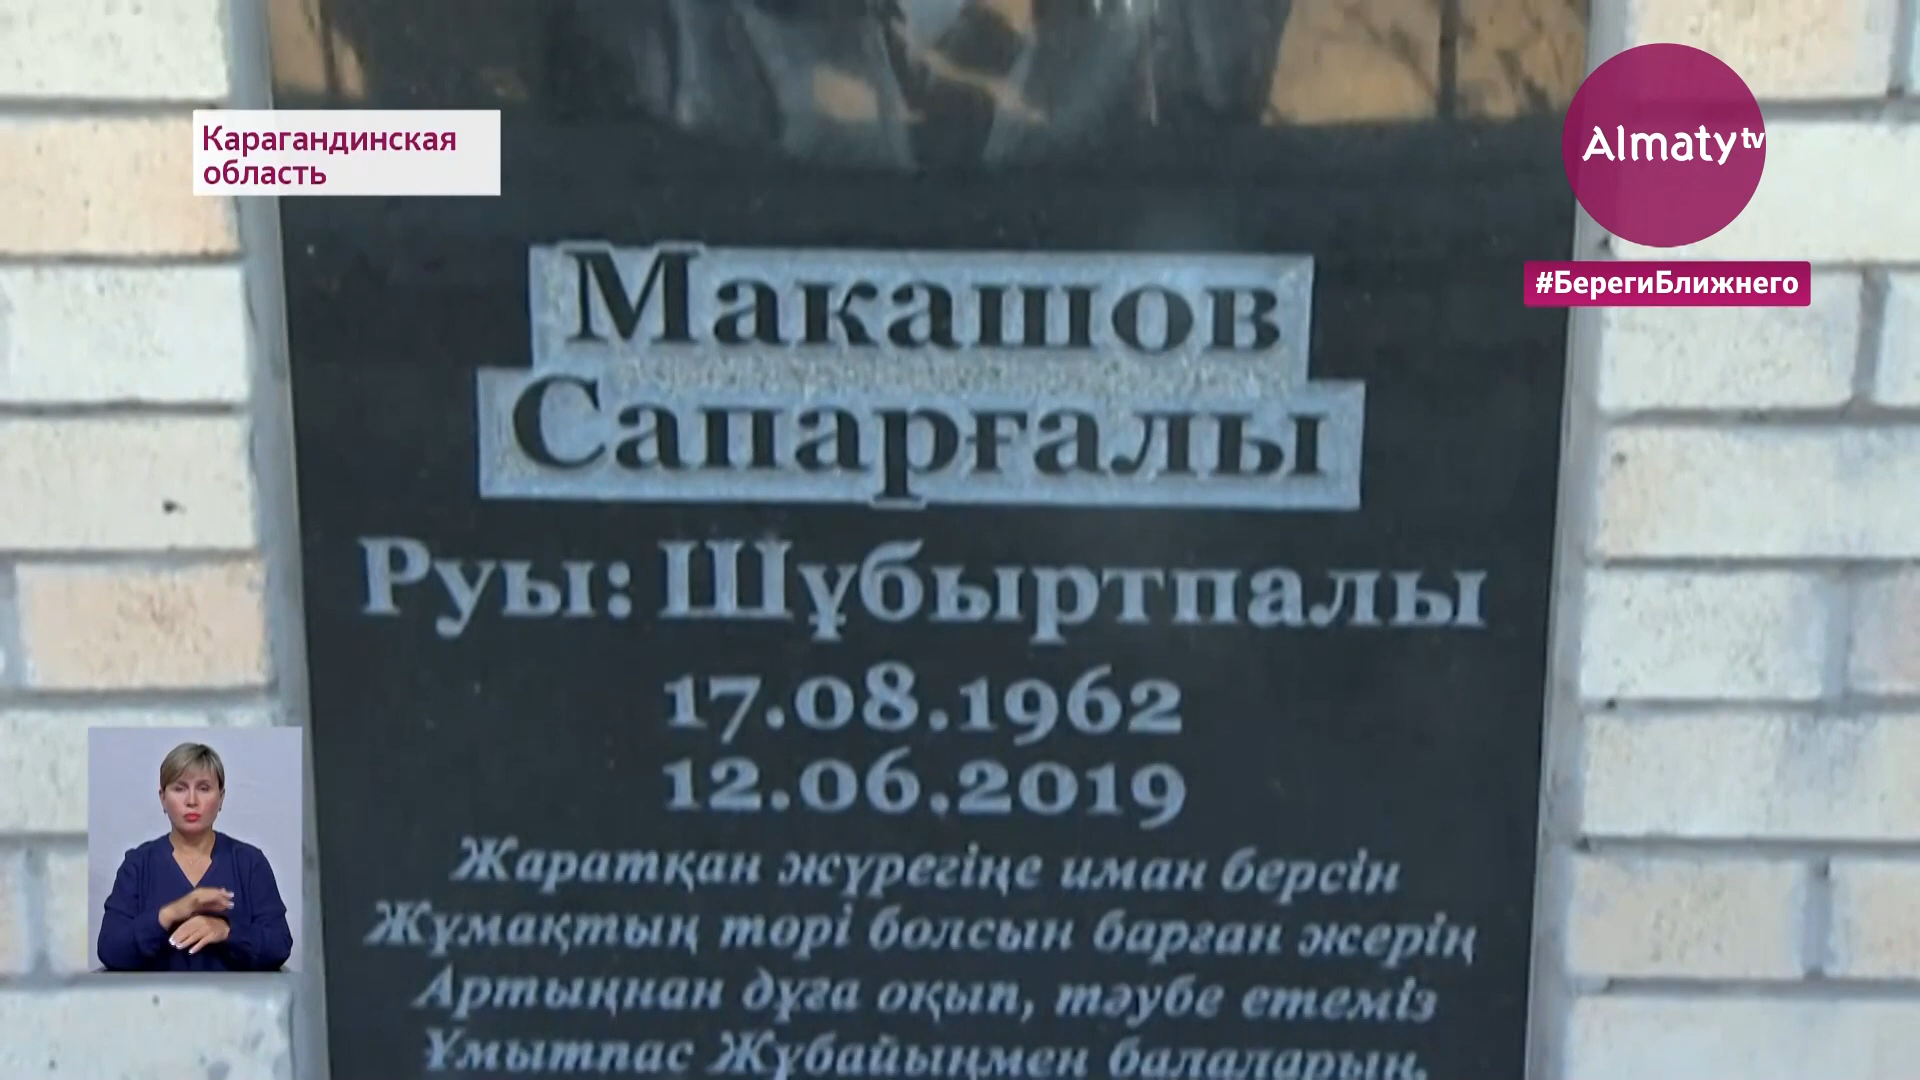 Карагандинская
область
Almaty tv
#БерегиБлижнего
Макашов
Сапарғалы
Руы: Шұбыртпалы
17.08.1962
12.06.2019
Жаратқан жүрегіңе иман берсін
Жұмақтың төрі болсын барған жерің
Артыңнан дұға оқып, тәубе етеміз
Ұмытпас Жұбайыңмен балаларың.